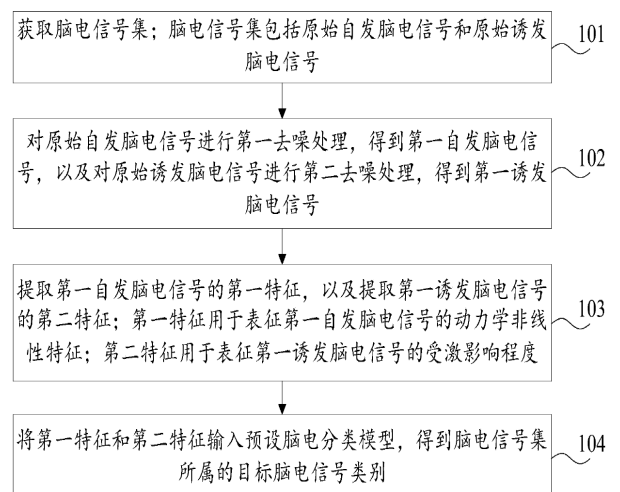 获取脑电信号集；脑电信号集包括原始自发脑电信号和原始诱发
脑电信号
101
对原始自发脑电信号进行第一去噪处理，得到第一自发脑电信
号，以及对原始诱发脑电信号进行第二去噪处理，得到第一诱发
脑电信号
102
提取第一自发脑电信号的第一特征，以及提取第一诱发脑电信号
的第二特征；第一特征用于表征第一自发脑电信号的动力学非线
性特征；第二特征用于表征第一诱发脑电信号的受激影响程度
103
将第一特征和第二特征输入预设脑电分类模型，得到脑电信号集
所属的目标脑电信号类别
104